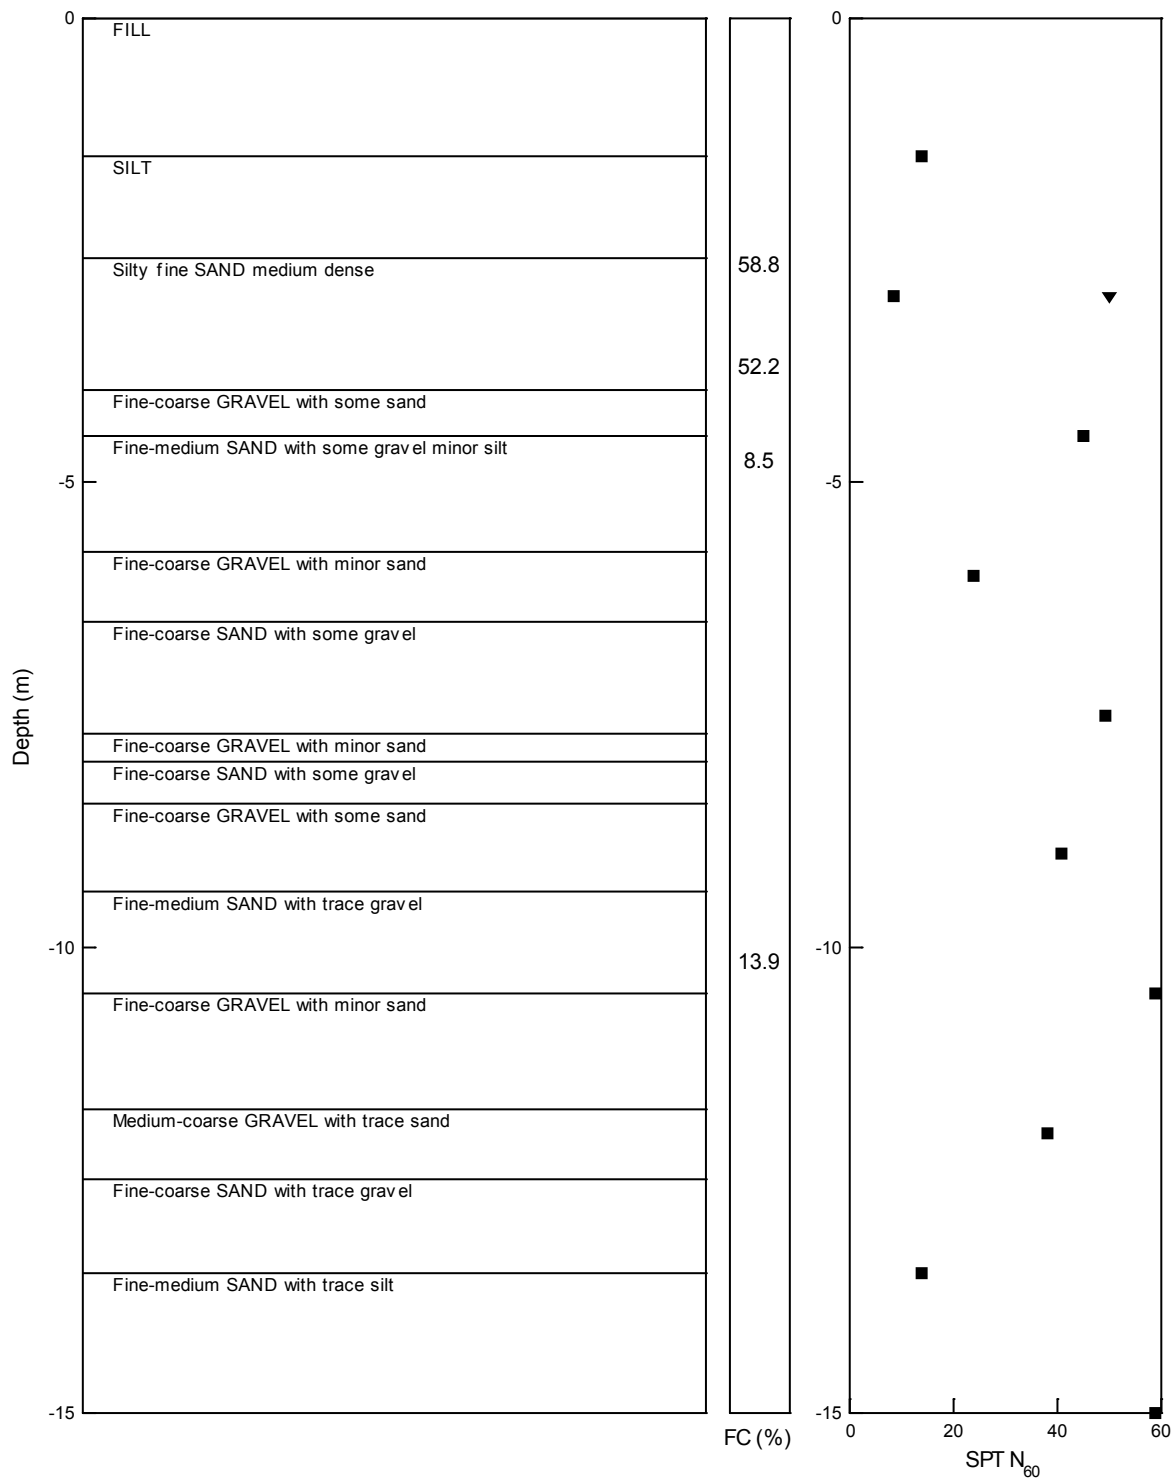 0
FILL
SILT
Silty fine SAND medium dense
Fine-coarse GRAVEL with some sand
Fine-medium SAND with some gravel minor silt
-5
Fine-coarse GRAVEL with minor sand
Fine-coarse SAND with some gravel
Depth (m)
Fine-coarse GRAVEL with minor sand
Fine-coarse SAND with some gravel
Fine-coarse GRAVEL with some sand
Fine-medium SAND with trace gravel
-10
Fine-coarse GRAVEL with minor sand
Medium-coarse GRAVEL with trace sand
Fine-coarse SAND with trace gravel
Fine-medium SAND with trace silt
-15
58.8
52.2
8.5
13.9
FC (%)
0
-5
-10
-15
0 20 40 60
SPT N60